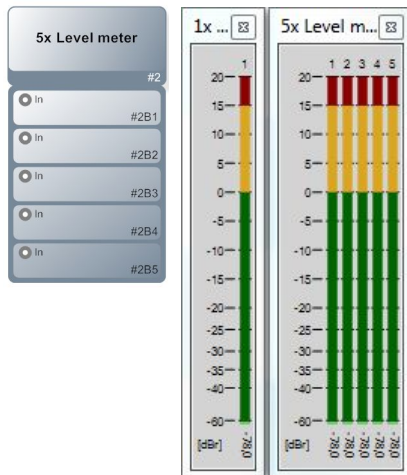 5x Level meter
#2
In
#2B1
In
#2B2
In
#2B3
In
#2B4
In
#2B5
1x ...
1
20
15
10
5
0
-5
-10
-15
-20
-25
-30
-35
-40
-60
[dBr]
-78,0
5x Level m...
1 2 3 4 5
20
15
10
5
0
-5
-10
-15
-20
-25
-30
-35
-40
-60
[dBr]
-78,0 -78,0 -78,0 -78,0 -78,0